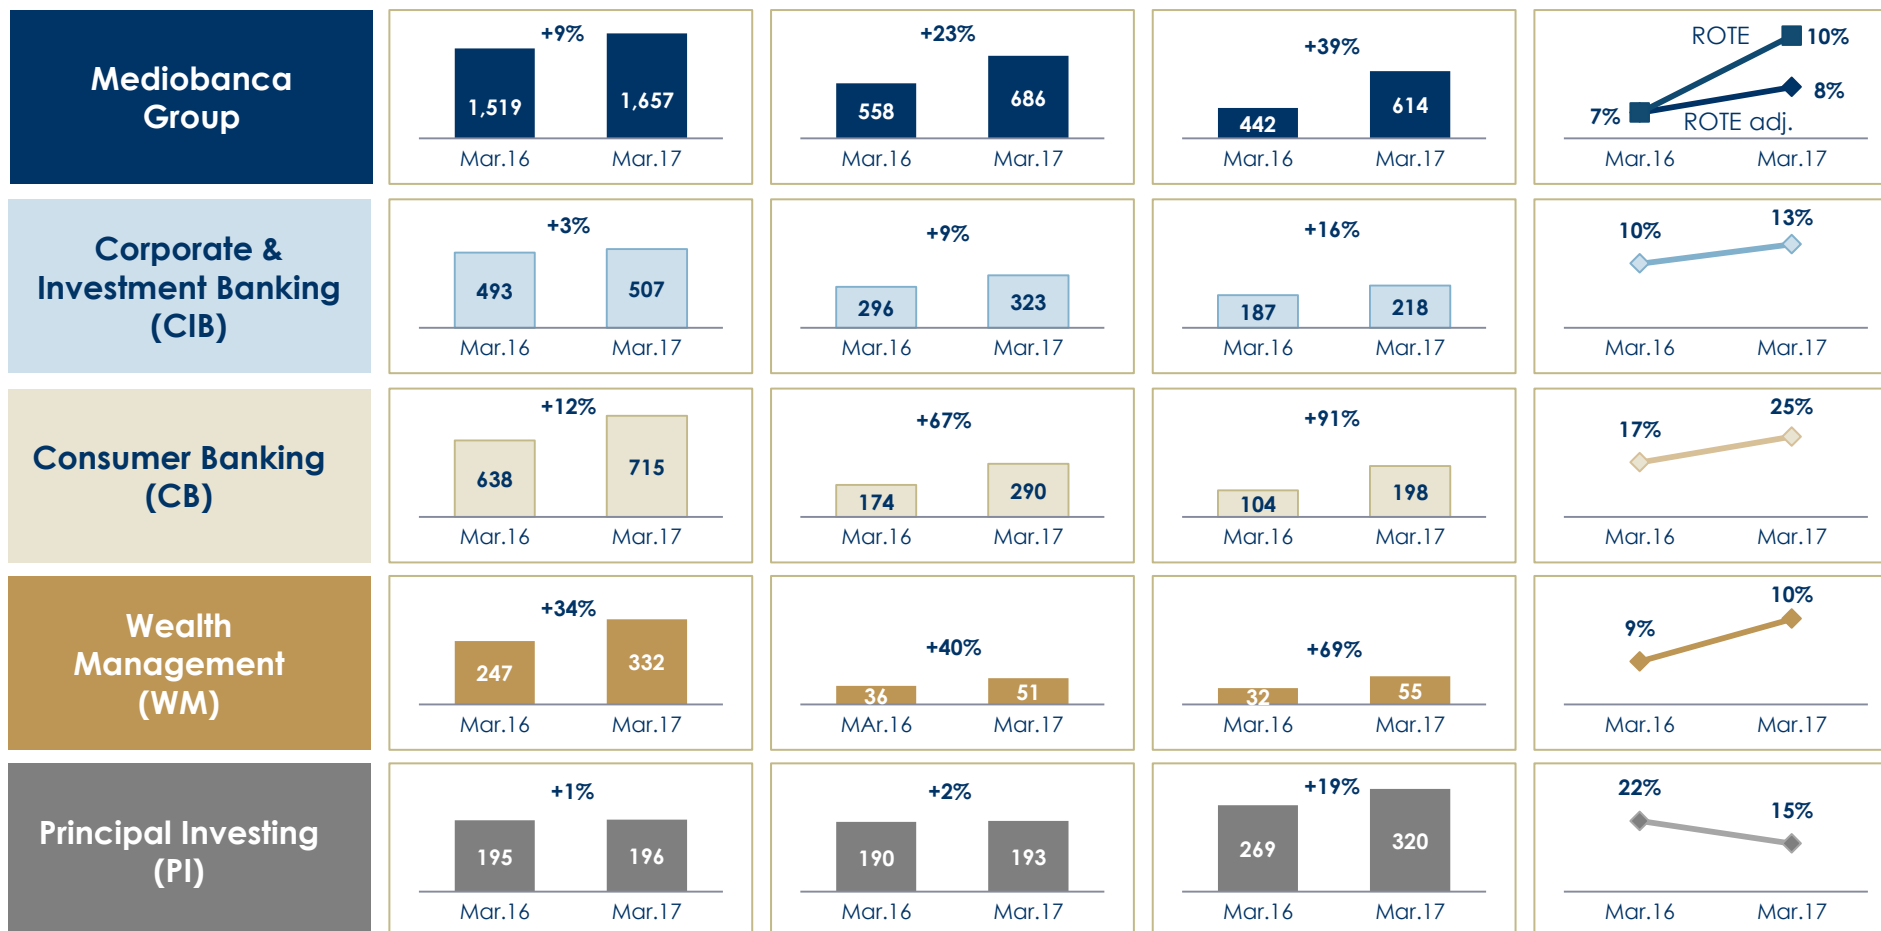 Mediobanca
Group
+9%
1,519
1,657
Mar.16
Mar.17
+23%
558
686
Mar.16
Mar.17
+39%
442
614
Mar.16
Mar.17
ROTE
10%
8%
7%
ROTE adj.
Mar.16
Mar.17
Corporate &
Investment Banking
(CIB)
+3%
493
507
Mar.16
Mar.17
+9%
296
323
Mar.16
Mar.17
+16%
187
218
Mar.16
Mar.17
10%
13%
Mar.16
Mar.17
Consumer Banking
(CB)
+12%
638
715
Mar.16
Mar.17
+67%
174
290
Mar.16
Mar.17
+91%
104
198
Mar.16
Mar.17
17%
25%
Mar.16
Mar.17
Wealth
Management
(WM)
+34%
247
332
Mar.16
Mar.17
+40%
36
51
MAr.16
Mar.17
+69%
32
55
Mar.16
Mar.17
9%
10%
Mar.16
Mar.17
Principal Investing
(PI)
+1%
195
196
Mar.16
Mar.17
+2%
190
193
Mar.16
Mar.17
+19%
269
320
Mar.16
Mar.17
22%
15%
Mar.16
Mar.17